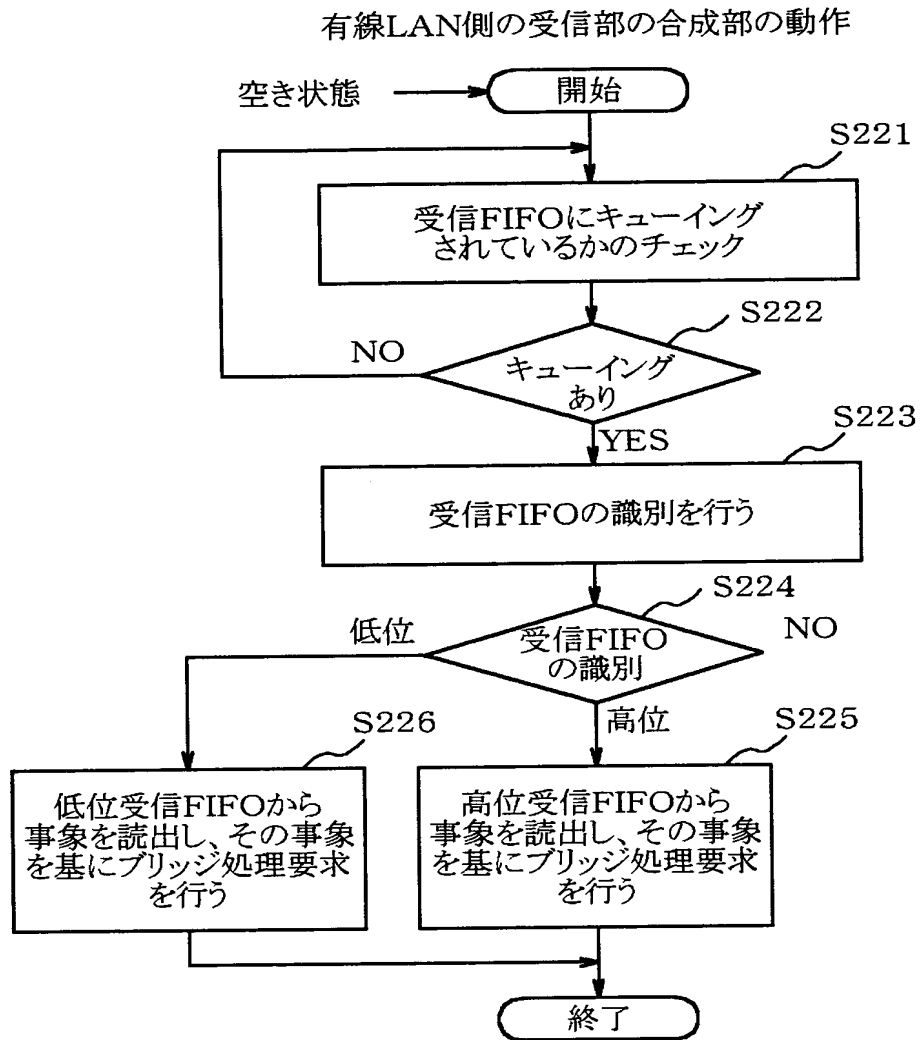 有線LAN側の受信部の合成部の動作
空き状態
開始
S221
受信FIFOにキューイング
されているかのチェック
S222
NO
キューイング
あり
YES
S223
受信FIFOの識別を行う
S224
低位
受信FIFO
の識別
NO
高位
S226
S225
低位受信FIFOから
事象を読出し、その事象
を基にブリッジ処理要求
を行う
高位受信FIFOから
事象を読出し、その事象
を基にブリッジ処理要求
を行う
終了